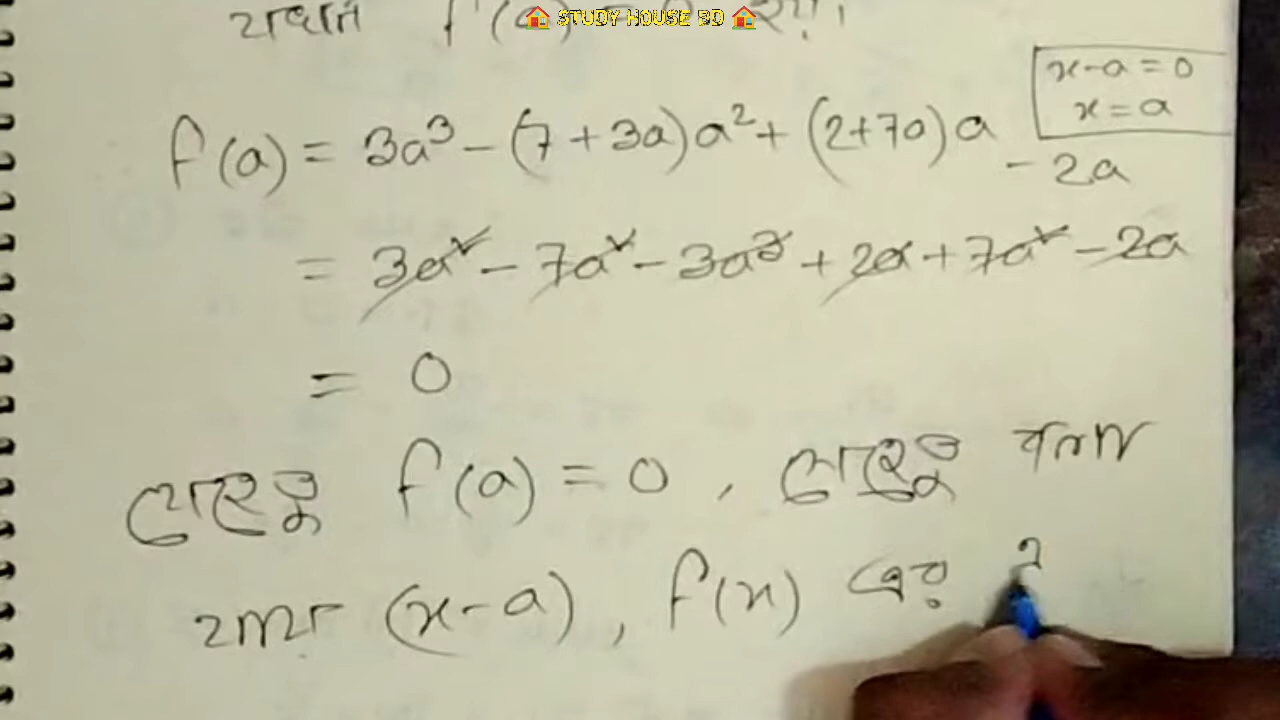 🏠 STUDY HOUSE BD 🏠
f(a) = 3a³ - (7 + 3a)a² + (2+7a)a - 2a
x-a = 0
x = a
= 3a³ - 7a² - 3a³ + 2a + 7a² - 2a
= 0
যেহেতু f(a) = 0, সেহেতু বলা
যায় (x-a), f(x) এর